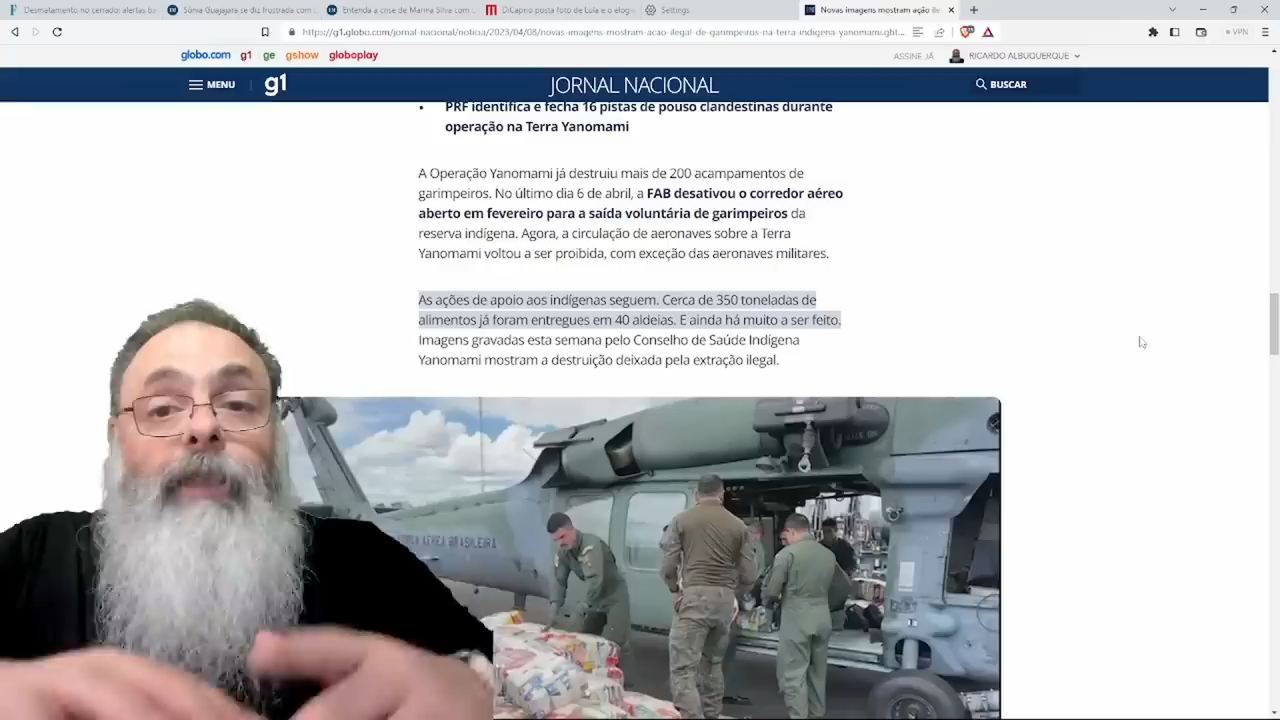 Desmatamento no cerrado: alertas ba
Sônia Guajajara se diz frustrada com
Entenda a crise de Marina Silva com
DiCaprio posta foto de Lula e o elogi
Settings
Novas imagens mostram ação ile
https://g1.globo.com/jornal-nacional/noticia/2023/04/08/novas-imagens-mostram-acao-ilegal-de-garimpeiros-na-terra-indigena-yanomami.ght...
VPN
globo.com g1 ge gshow globoplay
ASSINE JÁ RICARDO ALBUQUERQUE
MENU g1 JORNAL NACIONAL BUSCAR
• PRF identifica e fecha 16 pistas de pouso clandestinas durante
operação na Terra Yanomami
A Operação Yanomami já destruiu mais de 200 acampamentos de
garimpeiros. No último dia 6 de abril, a FAB desativou o corredor aéreo
aberto em fevereiro para a saída voluntária de garimpeiros da
reserva indígena. Agora, a circulação de aeronaves sobre a Terra
Yanomami voltou a ser proibida, com exceção das aeronaves militares.
As ações de apoio aos indígenas seguem. Cerca de 350 toneladas de
alimentos já foram entregues em 40 aldeias. E ainda há muito a ser feito.
Imagens gravadas esta semana pelo Conselho de Saúde Indígena
Yanomami mostram a destruição deixada pela extração ilegal.
AÉREA BRASILEIRA